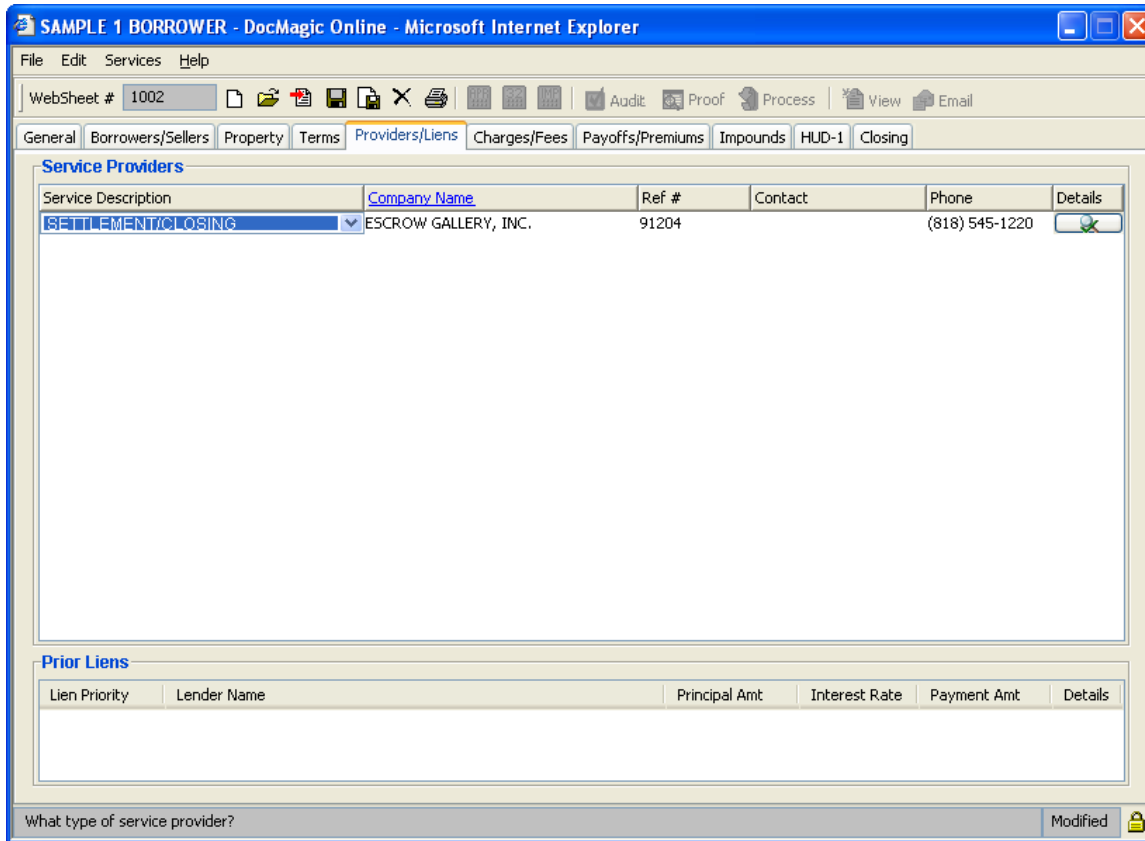 SAMPLE 1 BORROWER - DocMagic Online - Microsoft Internet Explorer
File Edit Services Help
WebSheet # 1002 Audit Proof Process View Email
General Borrowers/Sellers Property Terms Providers/Liens Charges/Fees Payoffs/Premiums Impounds HUD-1 Closing
Service Providers
Service Description Company Name Ref # Contact Phone Details
SETTLEMENT/CLOSING ESCROW GALLERY, INC. 91204 (818) 545-1220
Prior Liens
Lien Priority Lender Name Principal Amt Interest Rate Payment Amt Details
What type of service provider? Modified